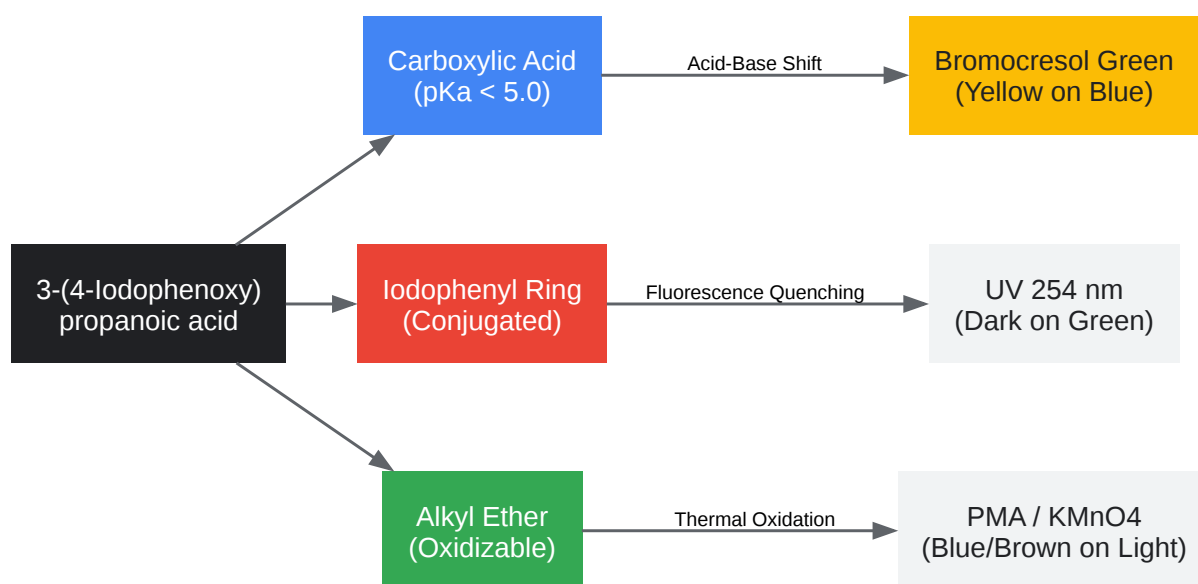 Carboxylic Acid
(pKa < 5.0)
Acid-Base Shift
Bromocresol Green
(Yellow on Blue)
3-(4-Iodophenoxy)
propanoic acid
Iodophenyl Ring
(Conjugated)
Fluorescence Quenching
UV 254 nm
(Dark on Green)
Alkyl Ether
(Oxidizable)
Thermal Oxidation
PMA / KMnO4
(Blue/Brown on Light)